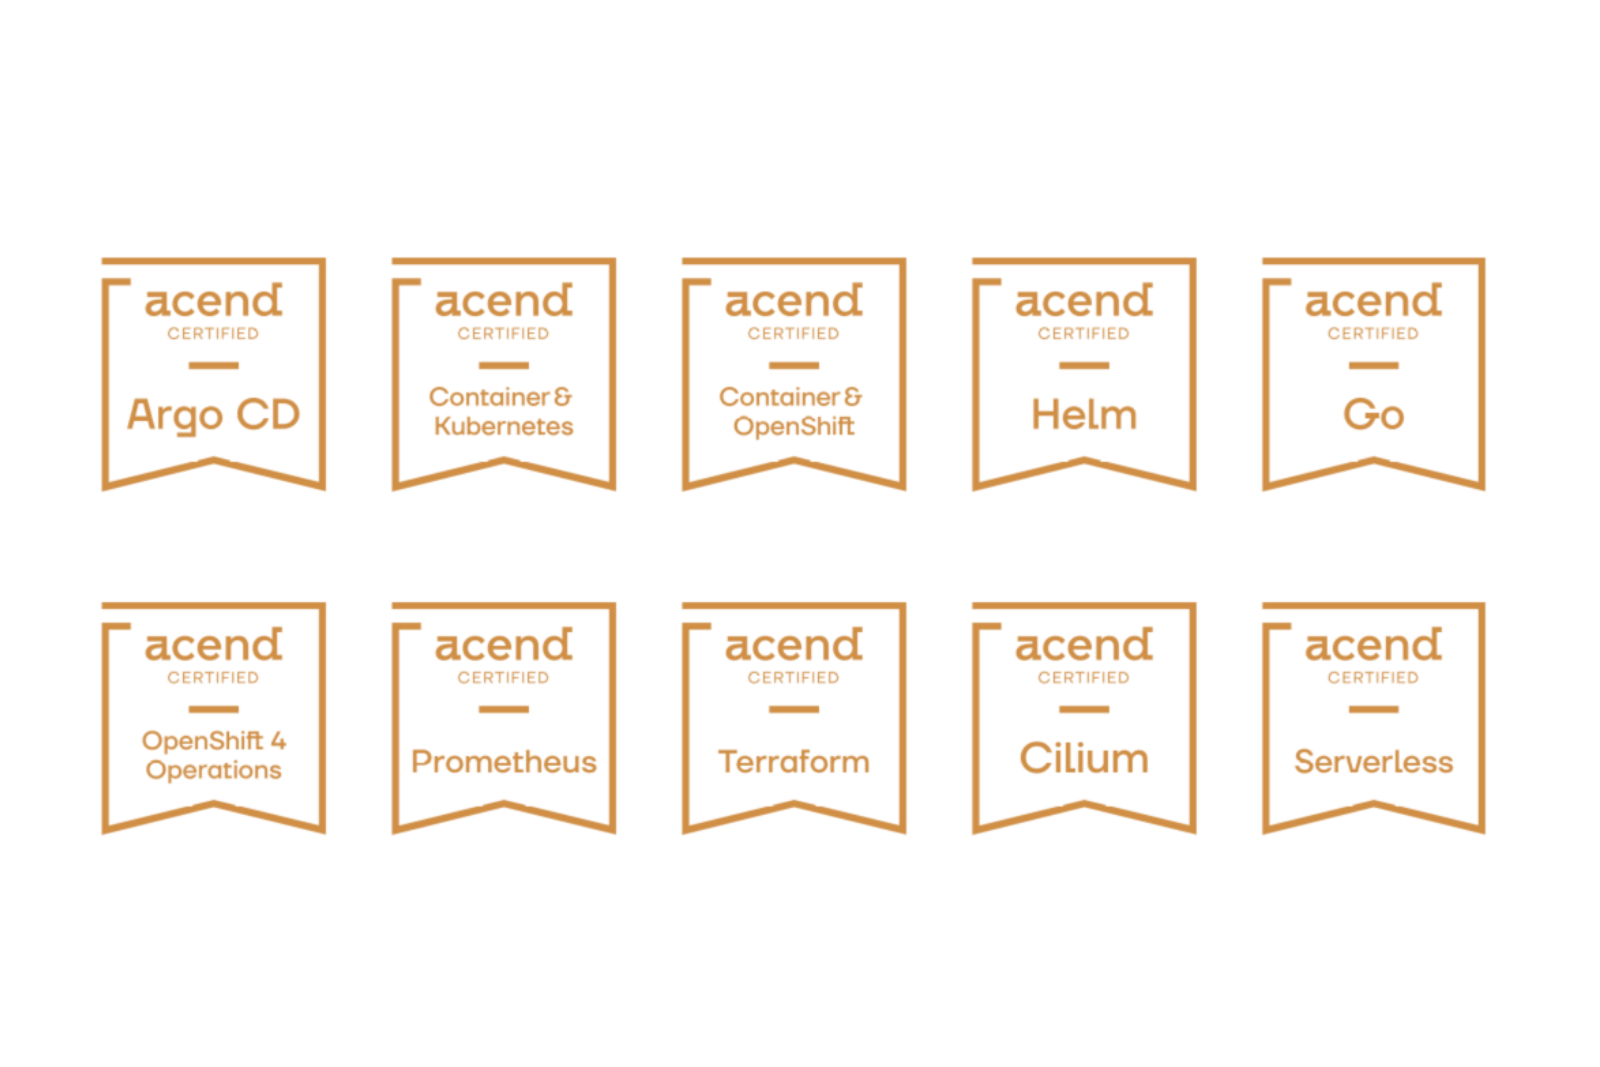 acend
CERTIFIED
Argo CD
acend
CERTIFIED
Container &
Kubernetes
acend
CERTIFIED
Container &
OpenShift
acend
CERTIFIED
Helm
acend
CERTIFIED
Go
acend
CERTIFIED
OpenShift 4
Operations
acend
CERTIFIED
Prometheus
acend
CERTIFIED
Terraform
acend
CERTIFIED
Cilium
acend
CERTIFIED
Serverless